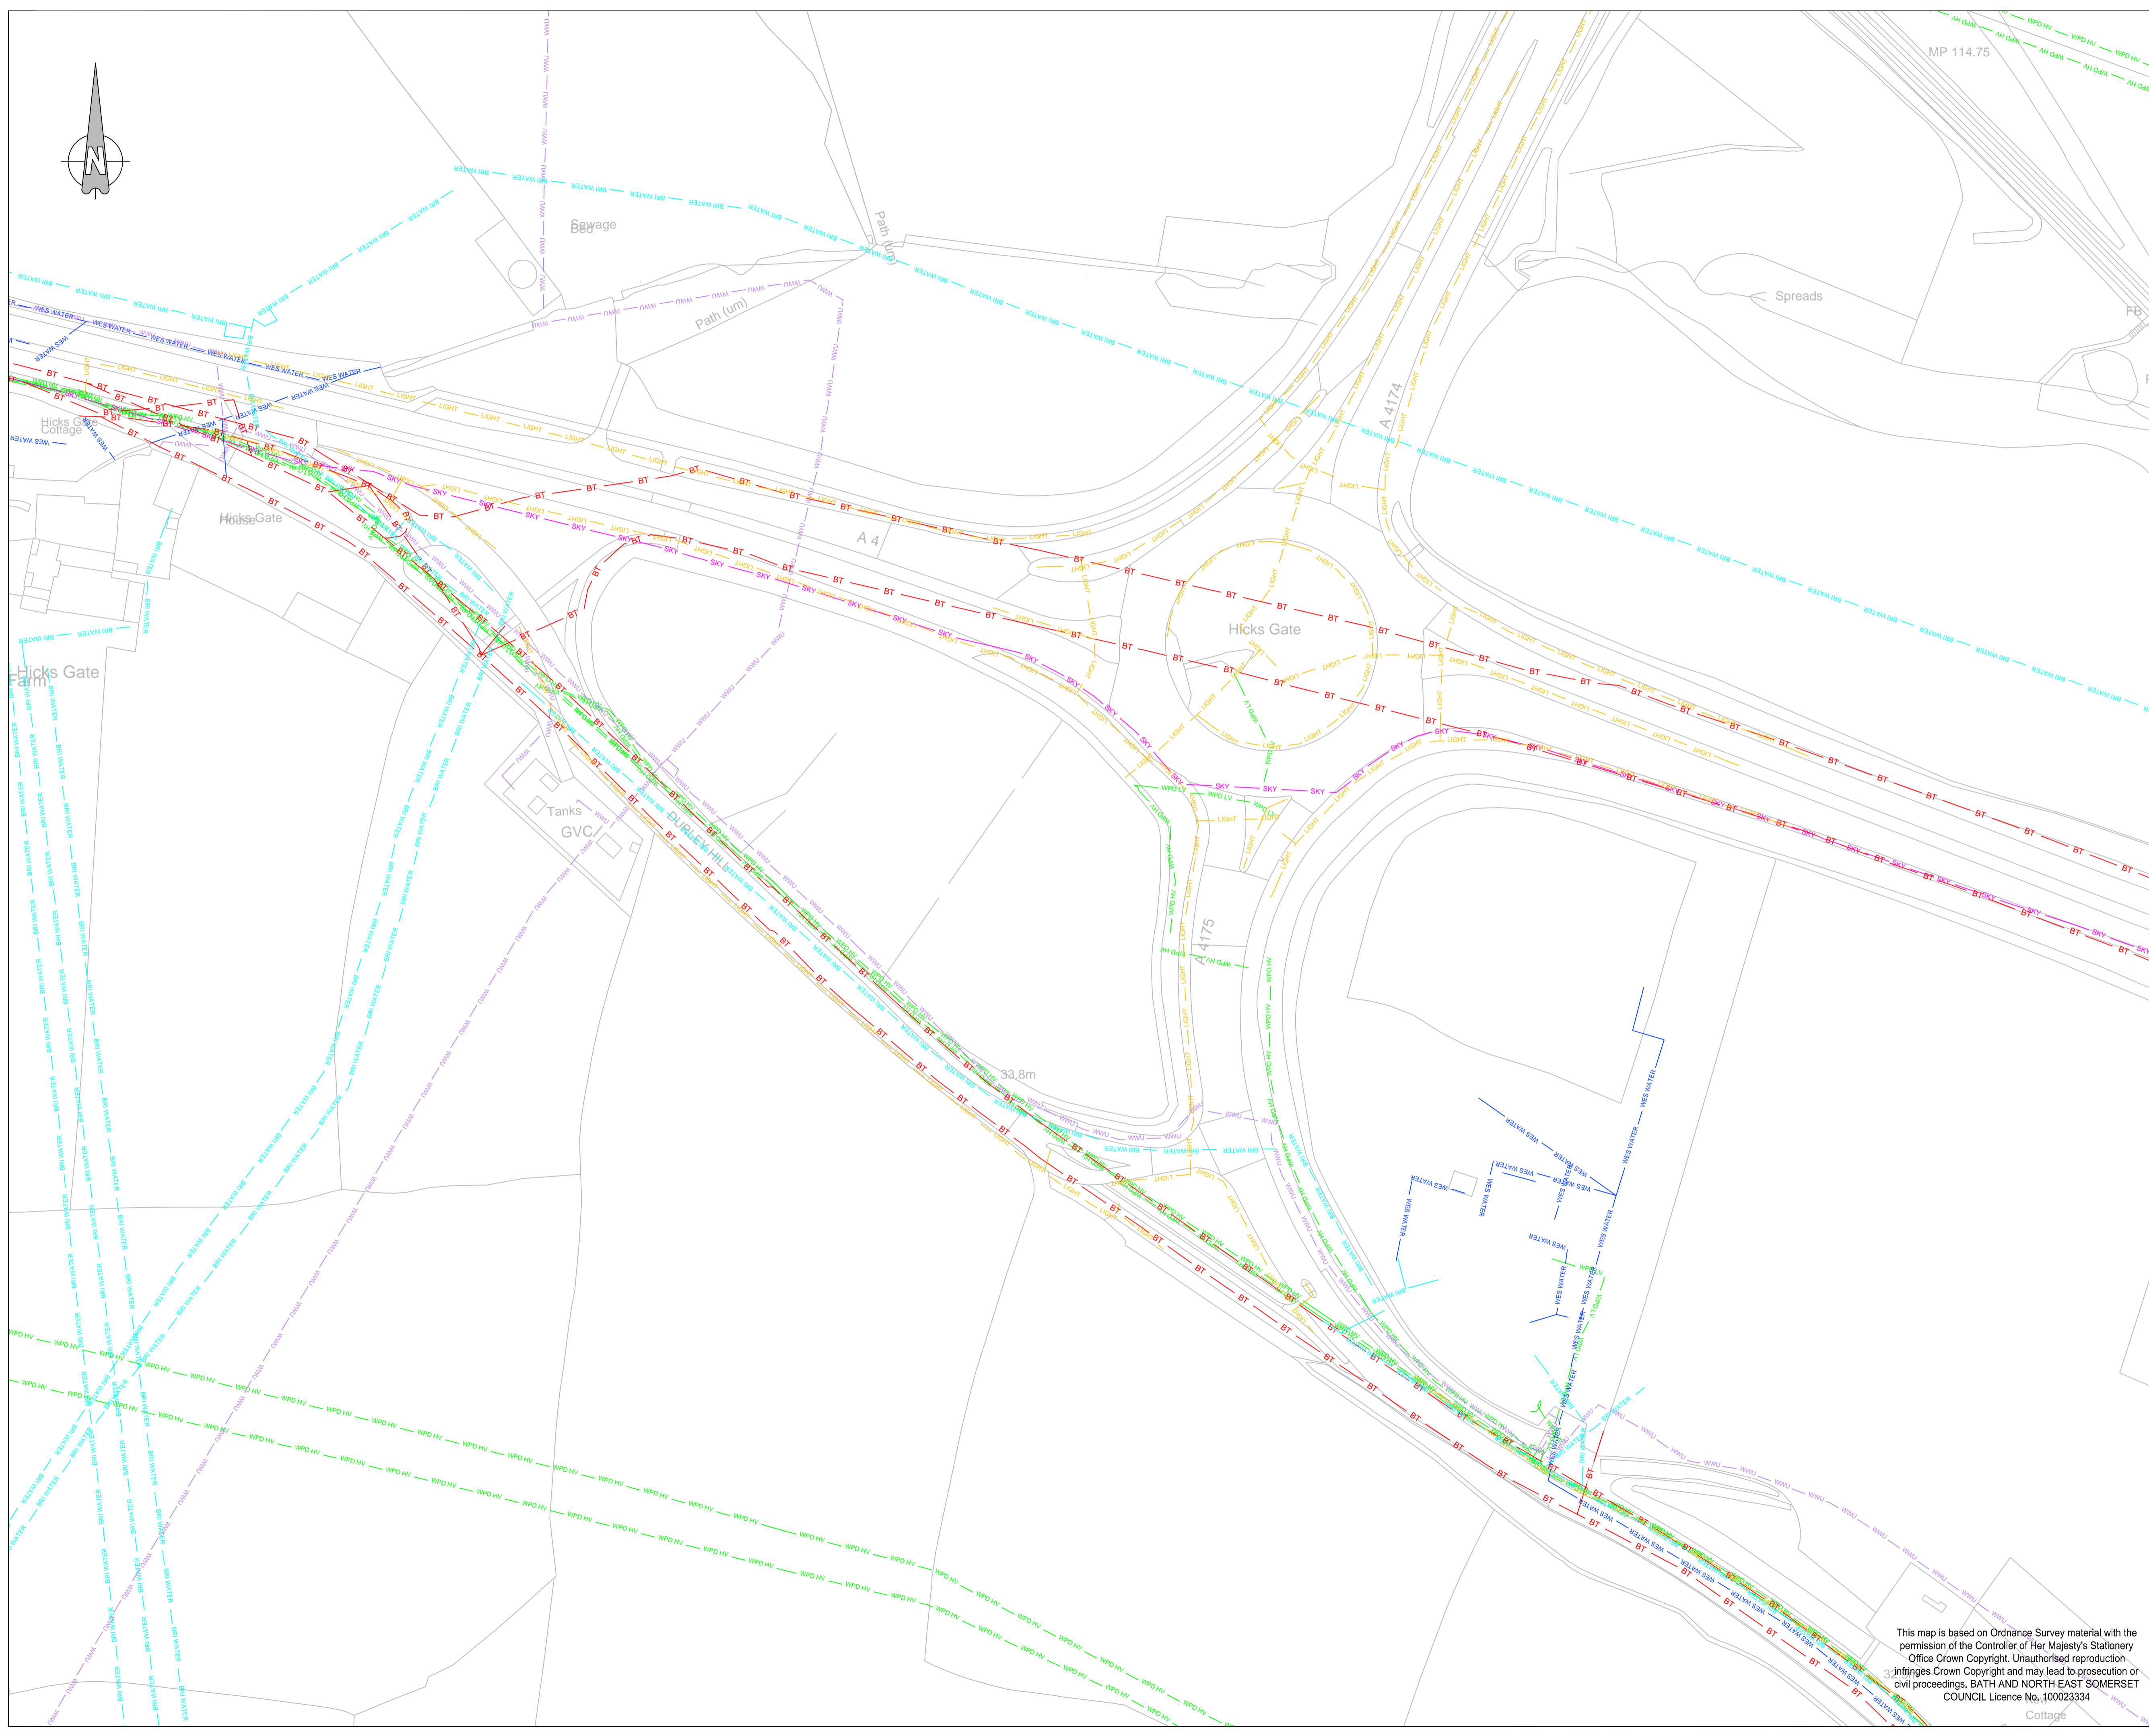 N
MP 114.75
WPD HV
LIGHT
WWU
BRI WATER
Sewage
Bed
Path (um)
Path (um)
Spreads
FB
WES WATER
BT
SKY
A 4174
Hicks Gate
Cottage
Hicks Gate
House
A 4
Hicks Gate
Hicks Gate
Farm
WPD LV
Tanks
GVC
DURLEY HILL
A 4175
33.8m
This map is based on Ordnance Survey material with the
permission of the Controller of Her Majesty's Stationery
Office Crown Copyright. Unauthorised reproduction
infringes Crown Copyright and may lead to prosecution or
civil proceedings. BATH AND NORTH EAST SOMERSET
COUNCIL Licence No. 100023334
Cottage